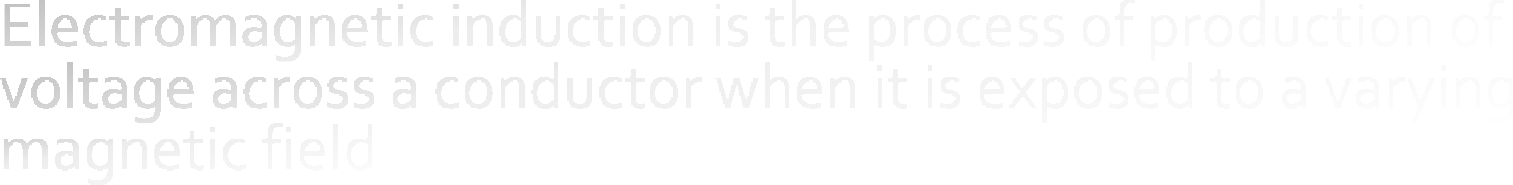 Electromagnetic induction is the process of production of
voltage across a conductor when it is exposed to a varying
magnetic field